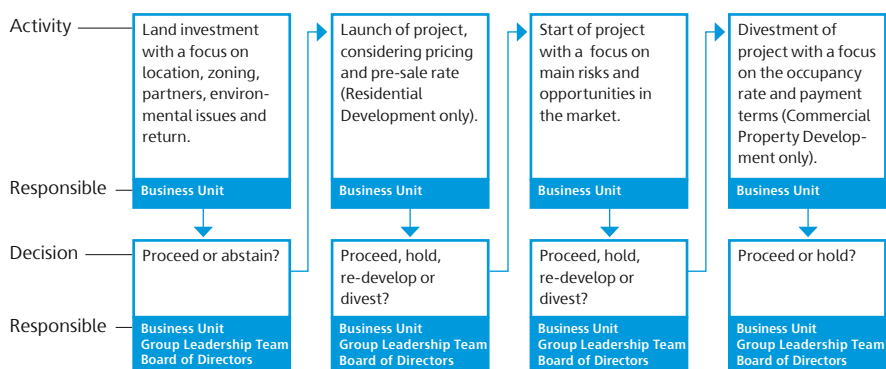 Activity
Land investment
with a focus on
location, zoning,
partners, environ-
mental issues and
return.
Launch of project,
considering pricing
and pre-sale rate
(Residential
Development only).
Start of project
with a focus on
main risks and
opportunities in
the market.
Divestment of
project with a focus
on the occupancy
rate and payment
terms (Commercial
Property Develop-
ment only).
Responsible
Business Unit
Business Unit
Business Unit
Business Unit
Decision
Proceed or abstain?
Proceed, hold,
re-develop or
divest?
Proceed, hold,
re-develop or
divest?
Proceed or hold?
Responsible
Business Unit
Group Leadership Team
Board of Directors
Business Unit
Group Leadership Team
Board of Directors
Business Unit
Group Leadership Team
Board of Directors
Business Unit
Group Leadership Team
Board of Directors